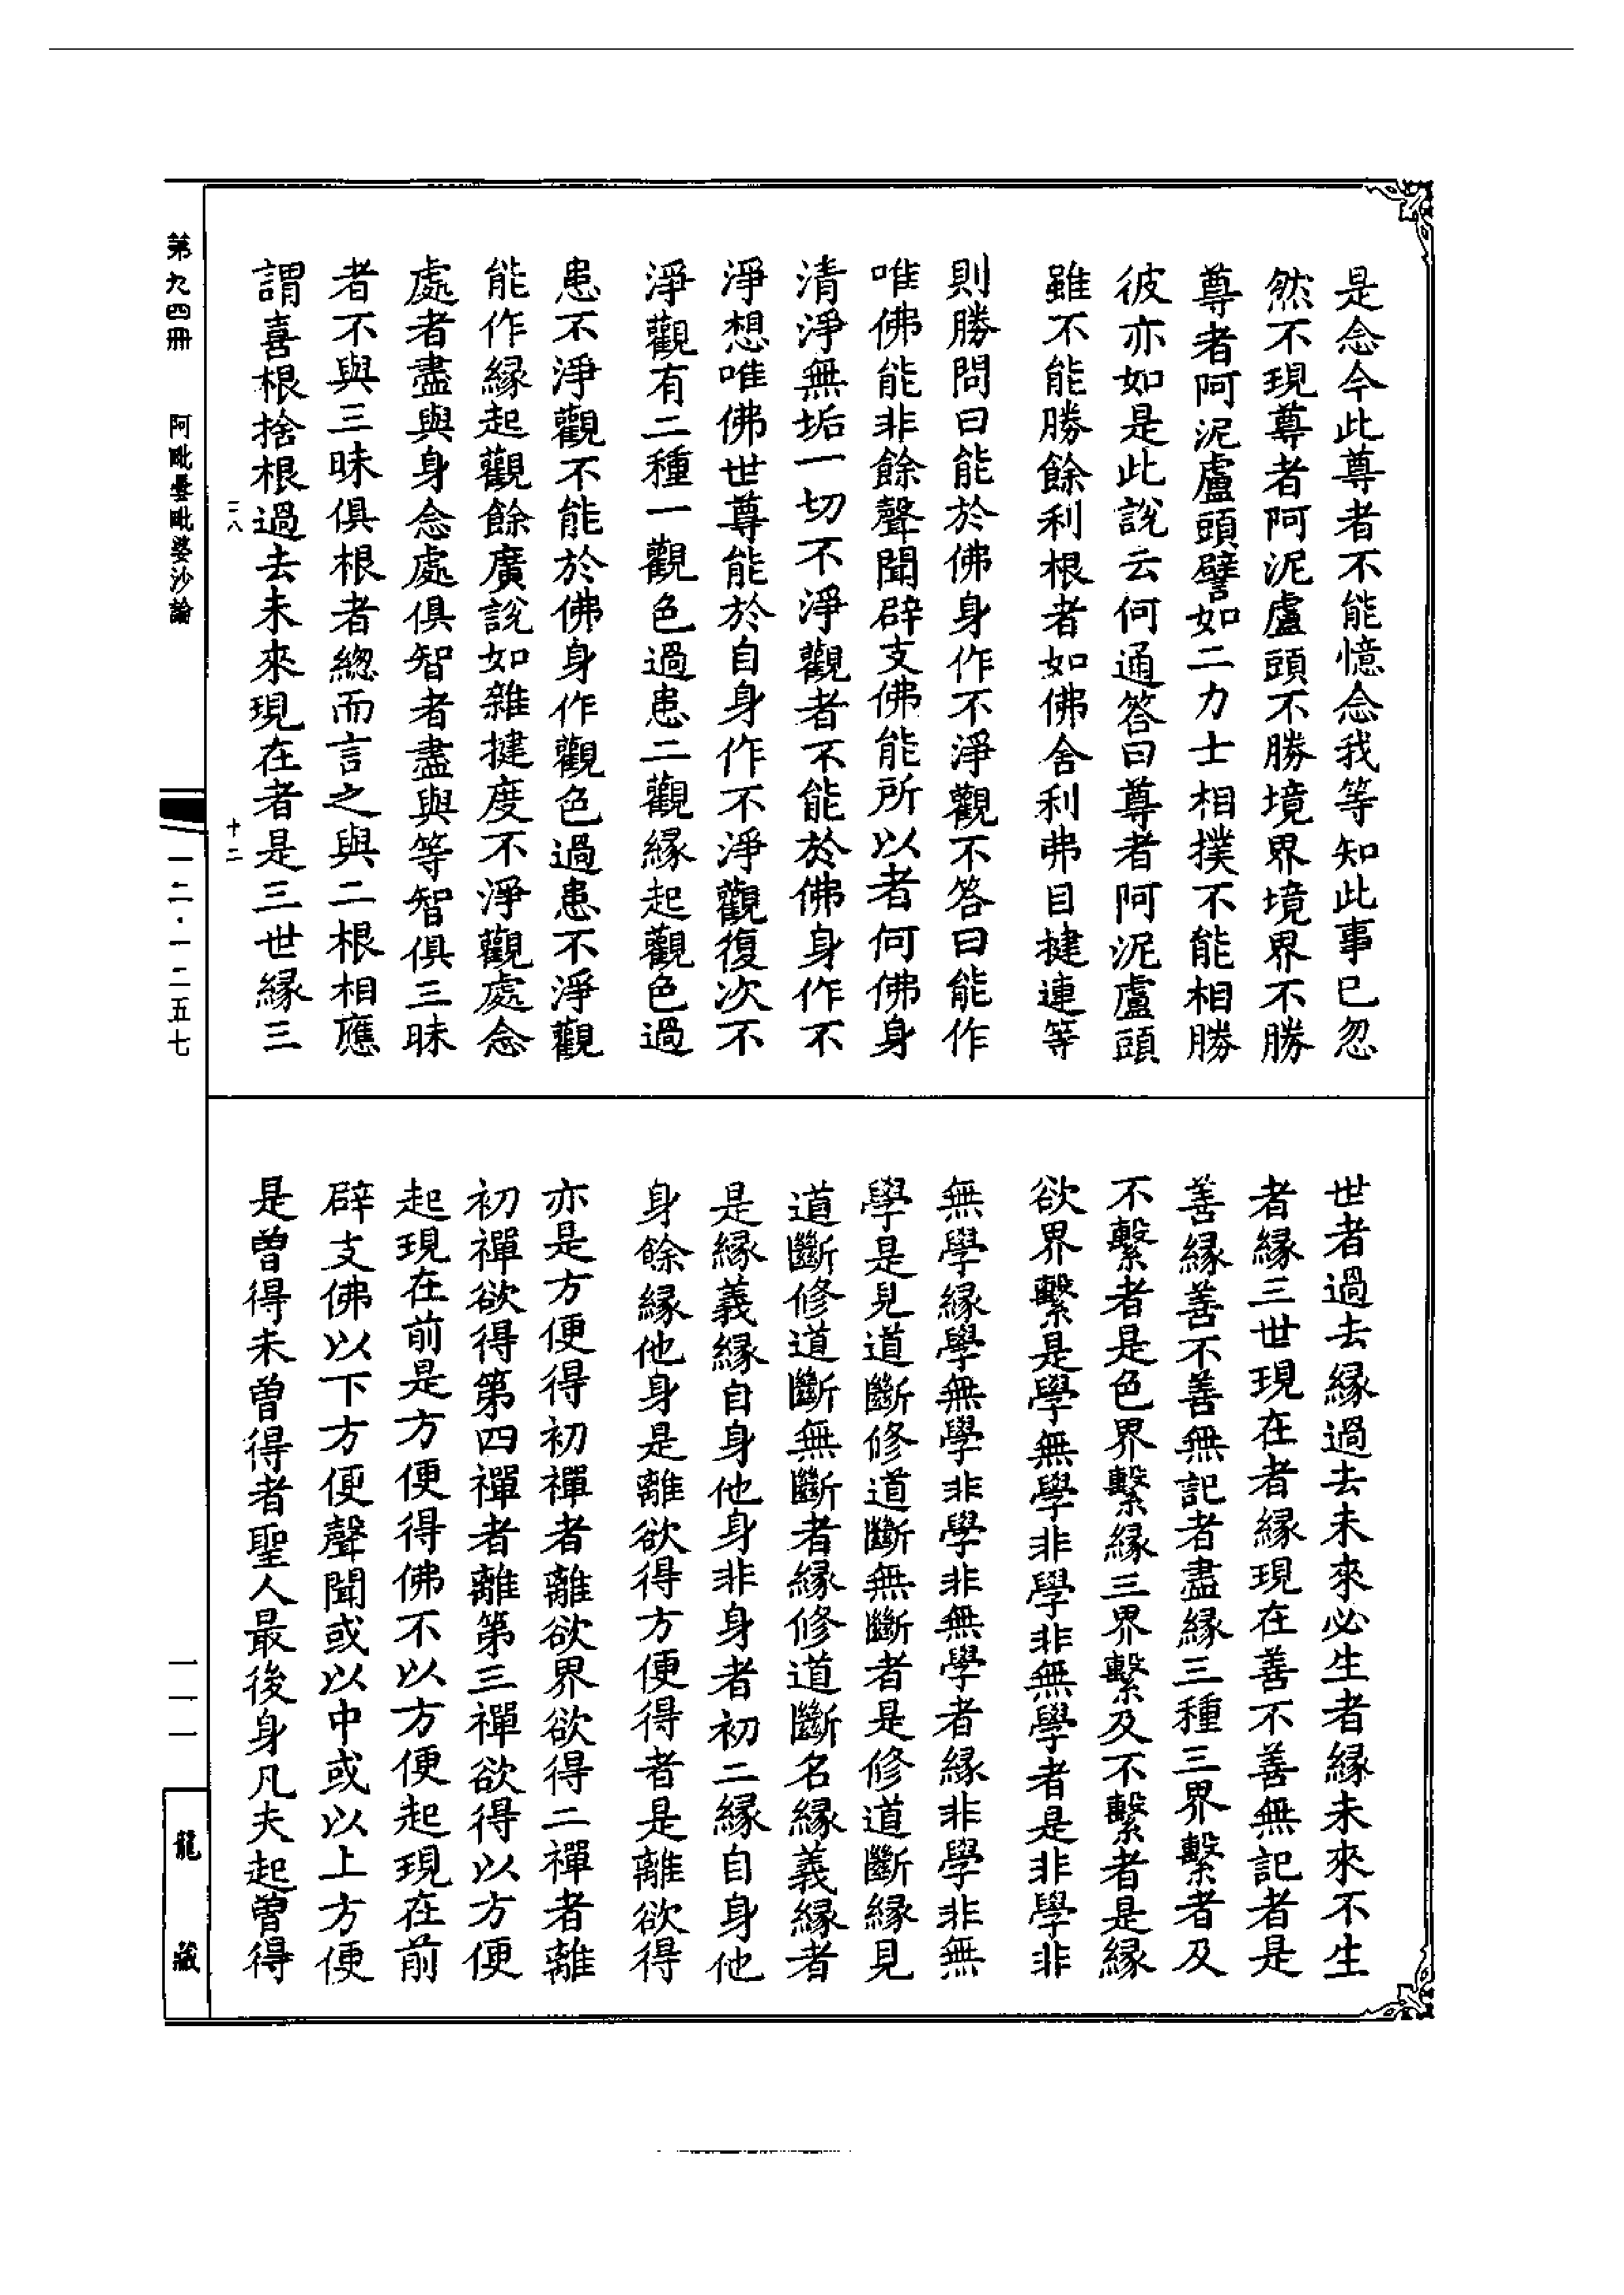 是念今此尊者不能憶念我等知此事已忽
然不現尊者阿泥盧頭不勝境界境界不勝
尊者阿泥盧頭譬如二力士相撲不能相勝
彼亦如是此說云何通答曰尊者阿泥盧頭
雖不能勝餘利根者如佛舍利弗目揵連等
則勝問曰能於佛身作不淨觀不答曰能作
唯佛能非餘聲聞辟支佛能所以者何佛身
清淨無垢一切不淨觀者不能於佛身作不
淨想唯佛世尊能於自身作不淨觀復次不
淨觀有二種一觀色過患二觀緣起觀色過
患不淨觀不能於佛身作觀色過患不淨觀
能作緣起觀餘廣說如雜揵度不淨觀處念
處者盡與身念處俱智者盡與等智俱三昧
者不與三昧俱根者總而言之與二根相應
謂喜根捨根過去未來現在者是三世緣三
二八
十二
世者過去緣過去未來必生者緣未來不生
者緣三世現在者緣現在善不善無記者是
善緣善不善無記者盡緣三種三界繫者及
不繫者是色界繫緣三界繫及不繫者是緣
欲界繫是學無學非學非無學者是非學非
無學緣學無學非學非無學者緣非學非無
學是見道斷修道斷無斷者是修道斷緣見
道斷修道斷無斷者緣修道斷名緣義緣者
是緣義緣自身他身非身者初二緣自身他
身餘緣他身是離欲得方便得者是離欲得
亦是方便得初禪者離欲界欲得二禪者離
初禪欲得第四禪者離第三禪欲得以方便
起現在前是方便得佛不以方便起現在前
辟支佛以下方便聲聞或以中或以上方便
是曾得未曾得者聖人最後身凡夫起曾得
第九四冊　阿毗曇毗婆沙論
一二·一二五七
一一一
龍藏